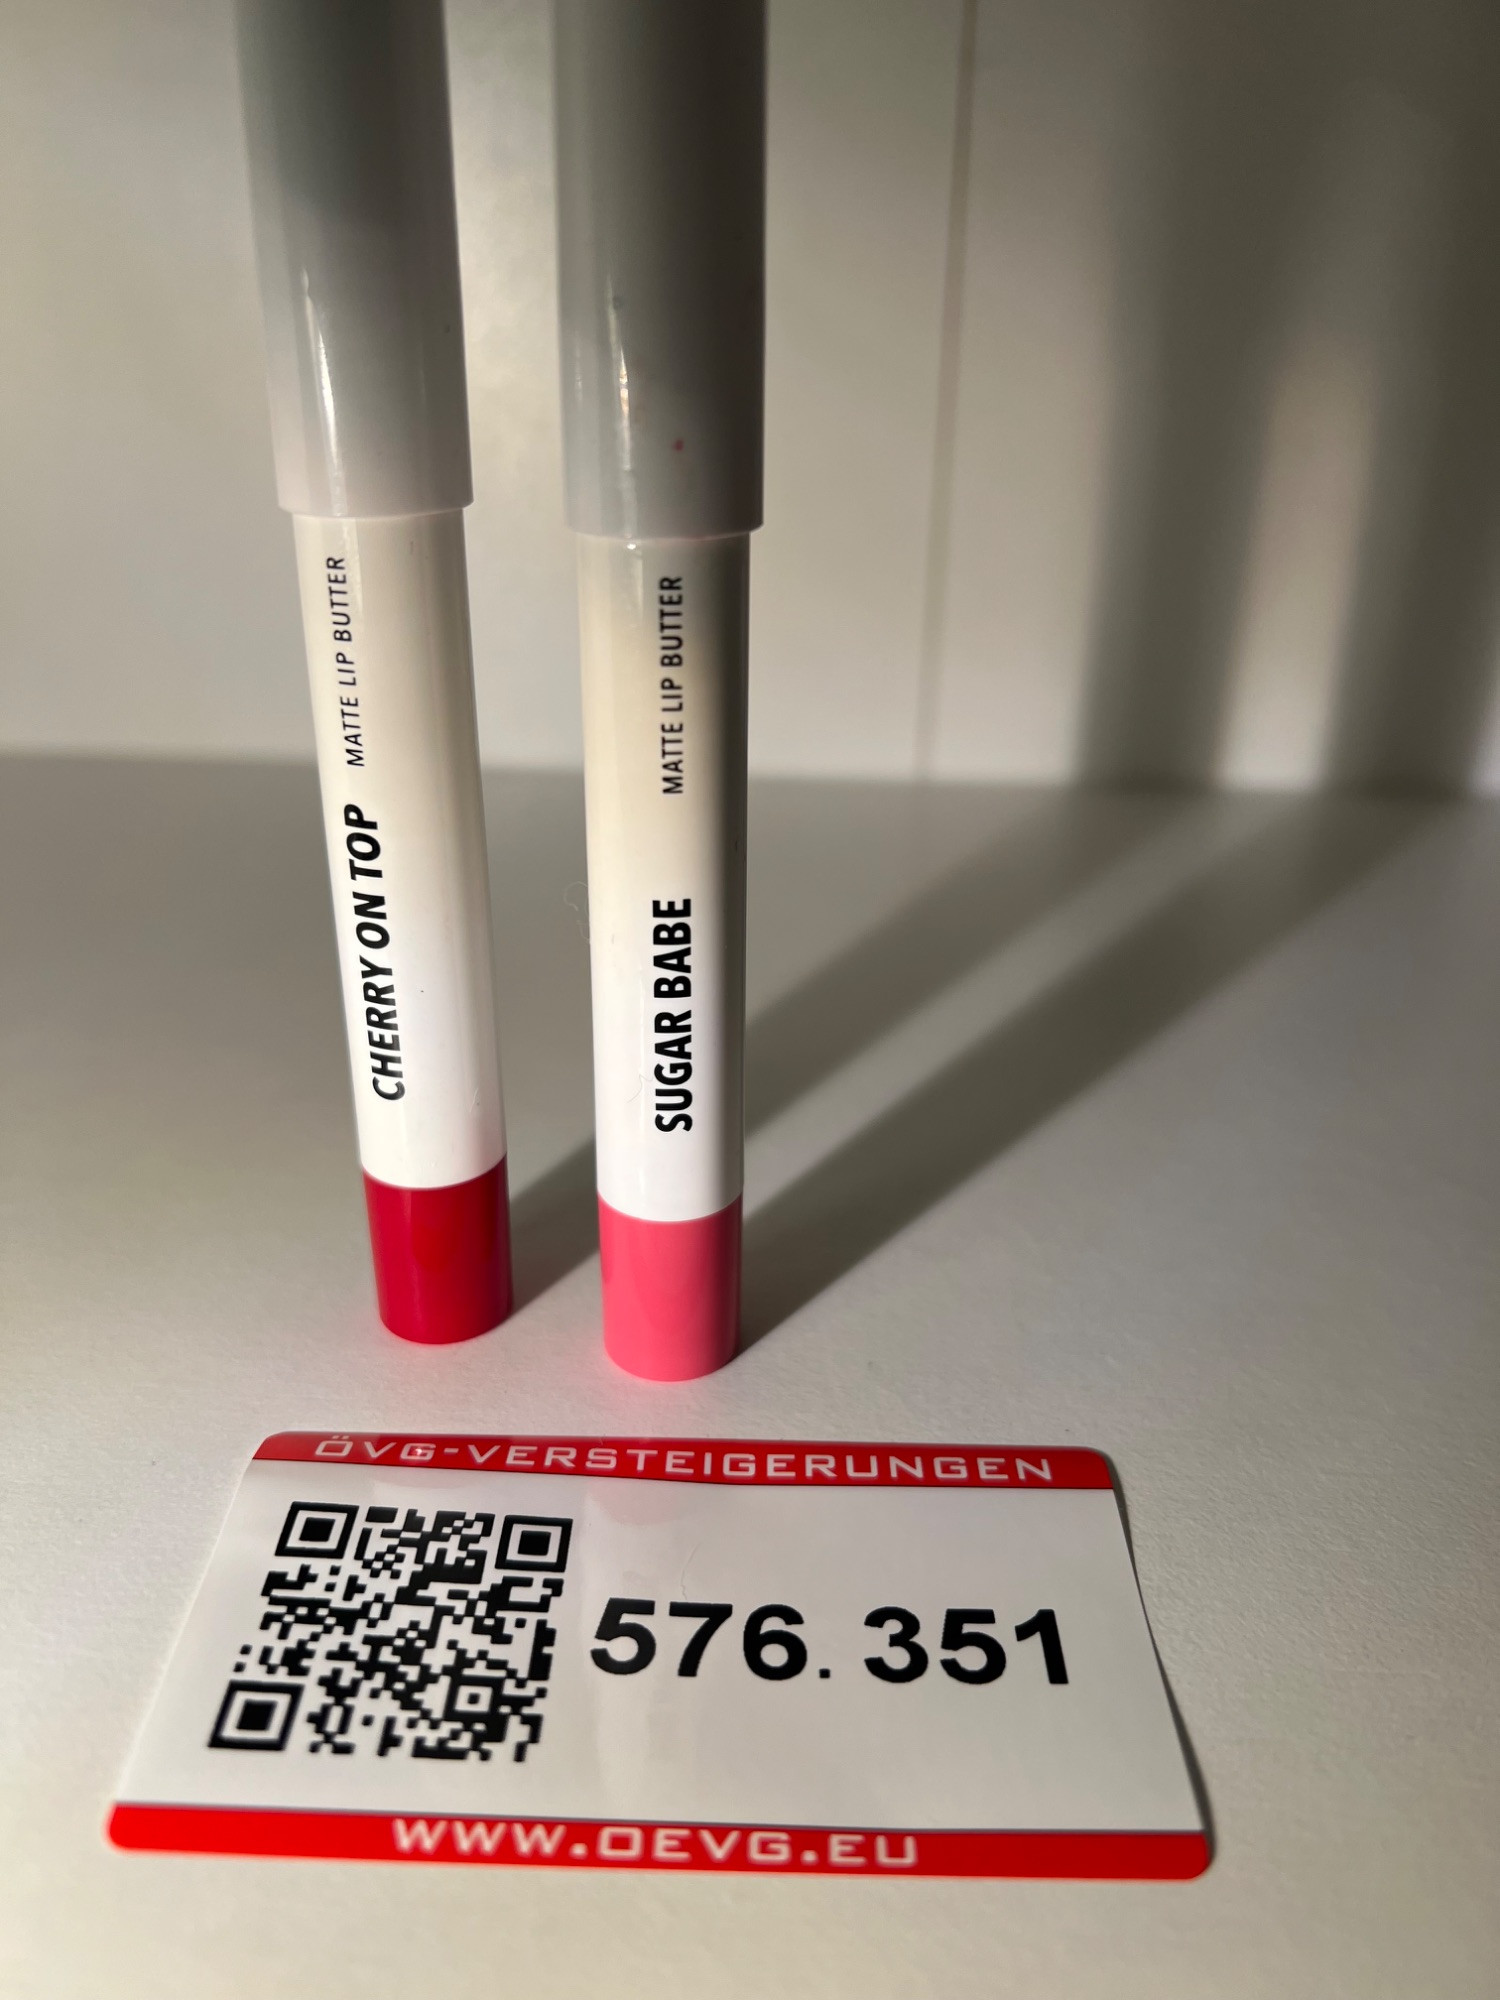 CHERRY ON TOP MATTE LIP BUTTER
SUGAR BABE MATTE LIP BUTTER
ÖVG-VERSTEIGERUNGEN
576.351
WWW.OEVG.EU